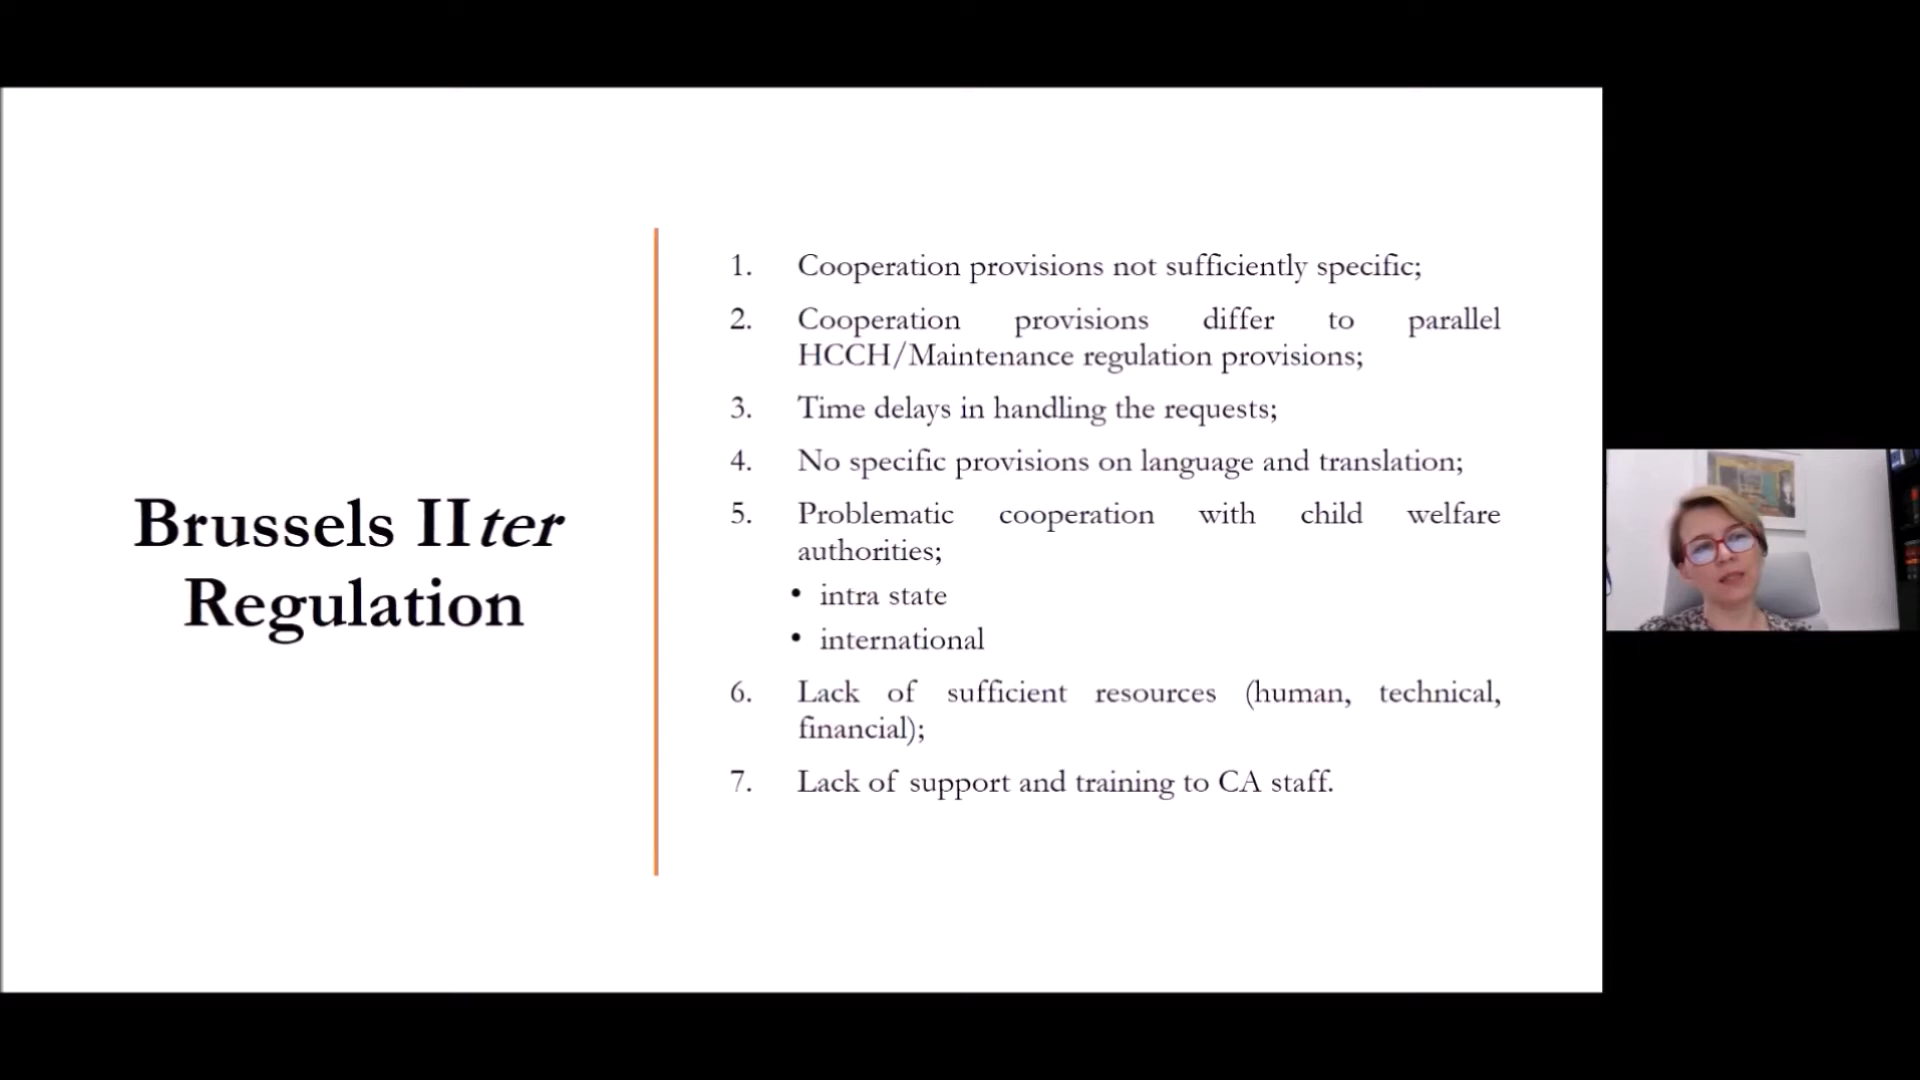 Brussels IIter
Regulation
1. Cooperation provisions not sufficiently specific;
2. Cooperation provisions differ to parallel
HCCH/Maintenance regulation provisions;
3. Time delays in handling the requests;
4. No specific provisions on language and translation;
5. Problematic cooperation with child welfare
authorities;
• intra state
• international
6. Lack of sufficient resources (human, technical,
financial);
7. Lack of support and training to CA staff.